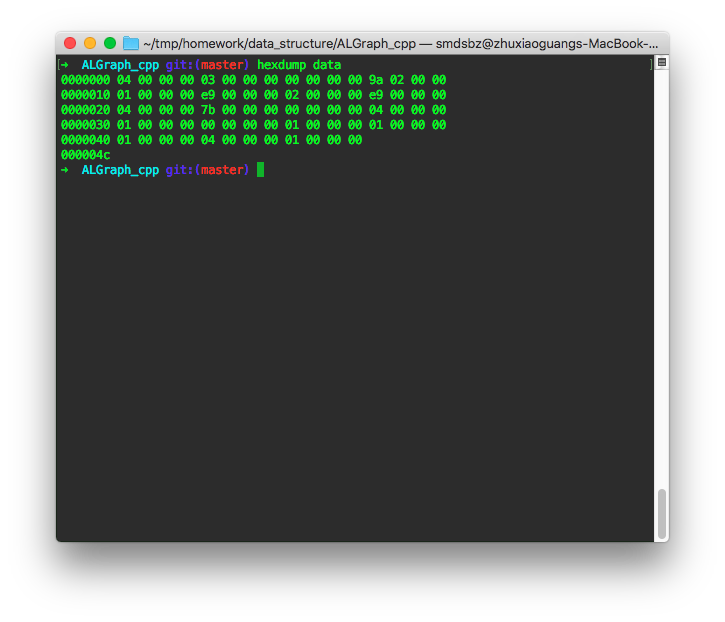 ~/tmp/homework/data_structure/ALGraph_cpp — smdsbz@zhuxiaoguangs-MacBook-...
[→ ALGraph_cpp git:(master) hexdump data ]
0000000 04 00 00 00 03 00 00 00 00 00 00 00 9a 02 00 00
0000010 01 00 00 00 e9 00 00 00 02 00 00 00 e9 00 00 00
0000020 04 00 00 00 7b 00 00 00 00 00 00 00 04 00 00 00
0000030 01 00 00 00 00 00 00 00 01 00 00 00 01 00 00 00
0000040 01 00 00 00 04 00 00 00 01 00 00 00
000004c
→ ALGraph_cpp git:(master)